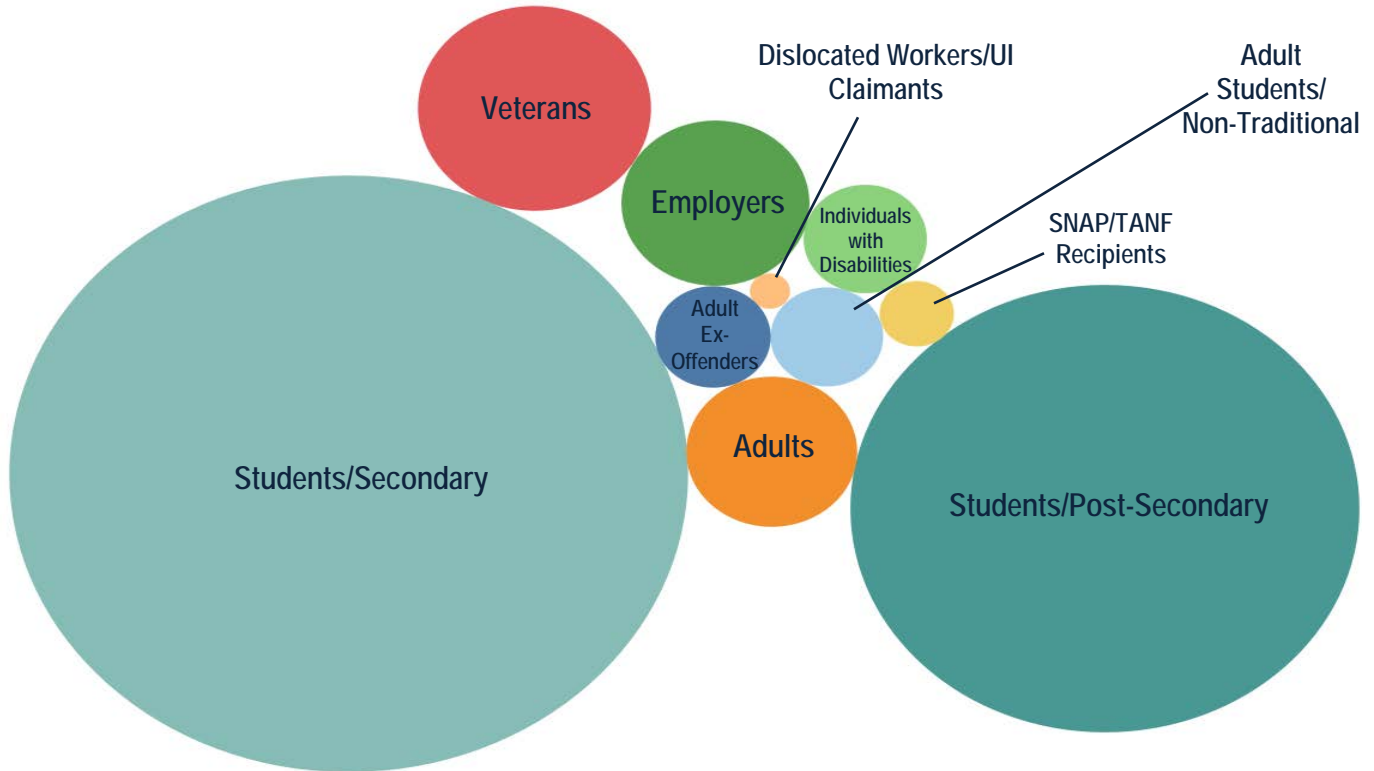 Dislocated Workers/UI
Claimants
Adult
Students/
Non-Traditional
Veterans
Employers
Individuals
with
Disabilities
SNAP/TANF
Recipients
Adult
Ex-
Offenders
Adults
Students/Secondary
Students/Post-Secondary